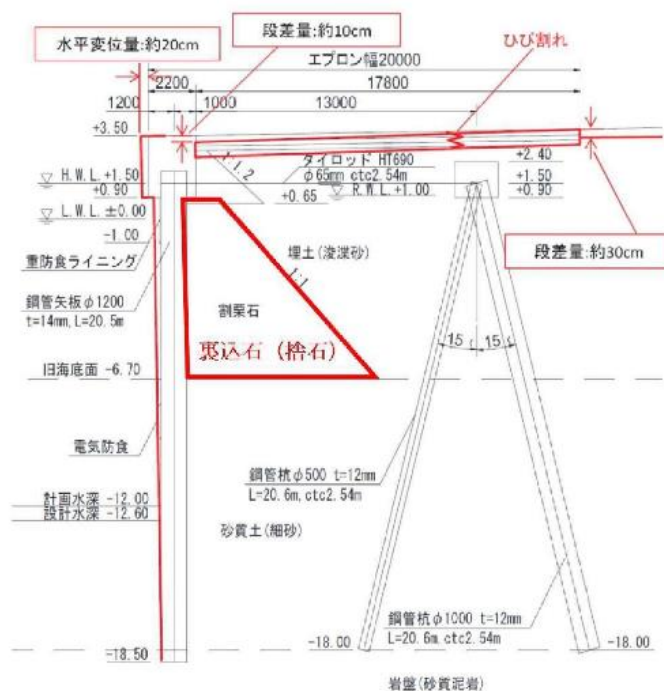 水平変位量:約20cm
段差量:約10cm
ひび割れ
エプロン幅20000
2200
17800
1200
1000
13000
+3.50
1:1.2
タイロッド HT690
φ65mm ctc2.54m
+2.40
H.W.L.+1.50
+0.90
+0.65
R.W.L.+1.00
+1.50
+0.90
L.W.L.±0.00
-1.00
段差量:約30cm
重防食ライニング
埋土(浚渫砂)
1:1
鋼管矢板φ1200
t=14mm,L=20.5m
割栗石
裏込石（捨石）
15
15
旧海底面 -6.70
電気防食
鋼管杭φ500 t=12mm
L=20.6m,ctc2.54m
計画水深 -12.00
設計水深 -12.60
砂質土(細砂)
鋼管杭φ1000 t=12mm
L=20.6m,ctc2.54m
-18.50
-18.00
-18.00
岩盤(砂質泥岩)